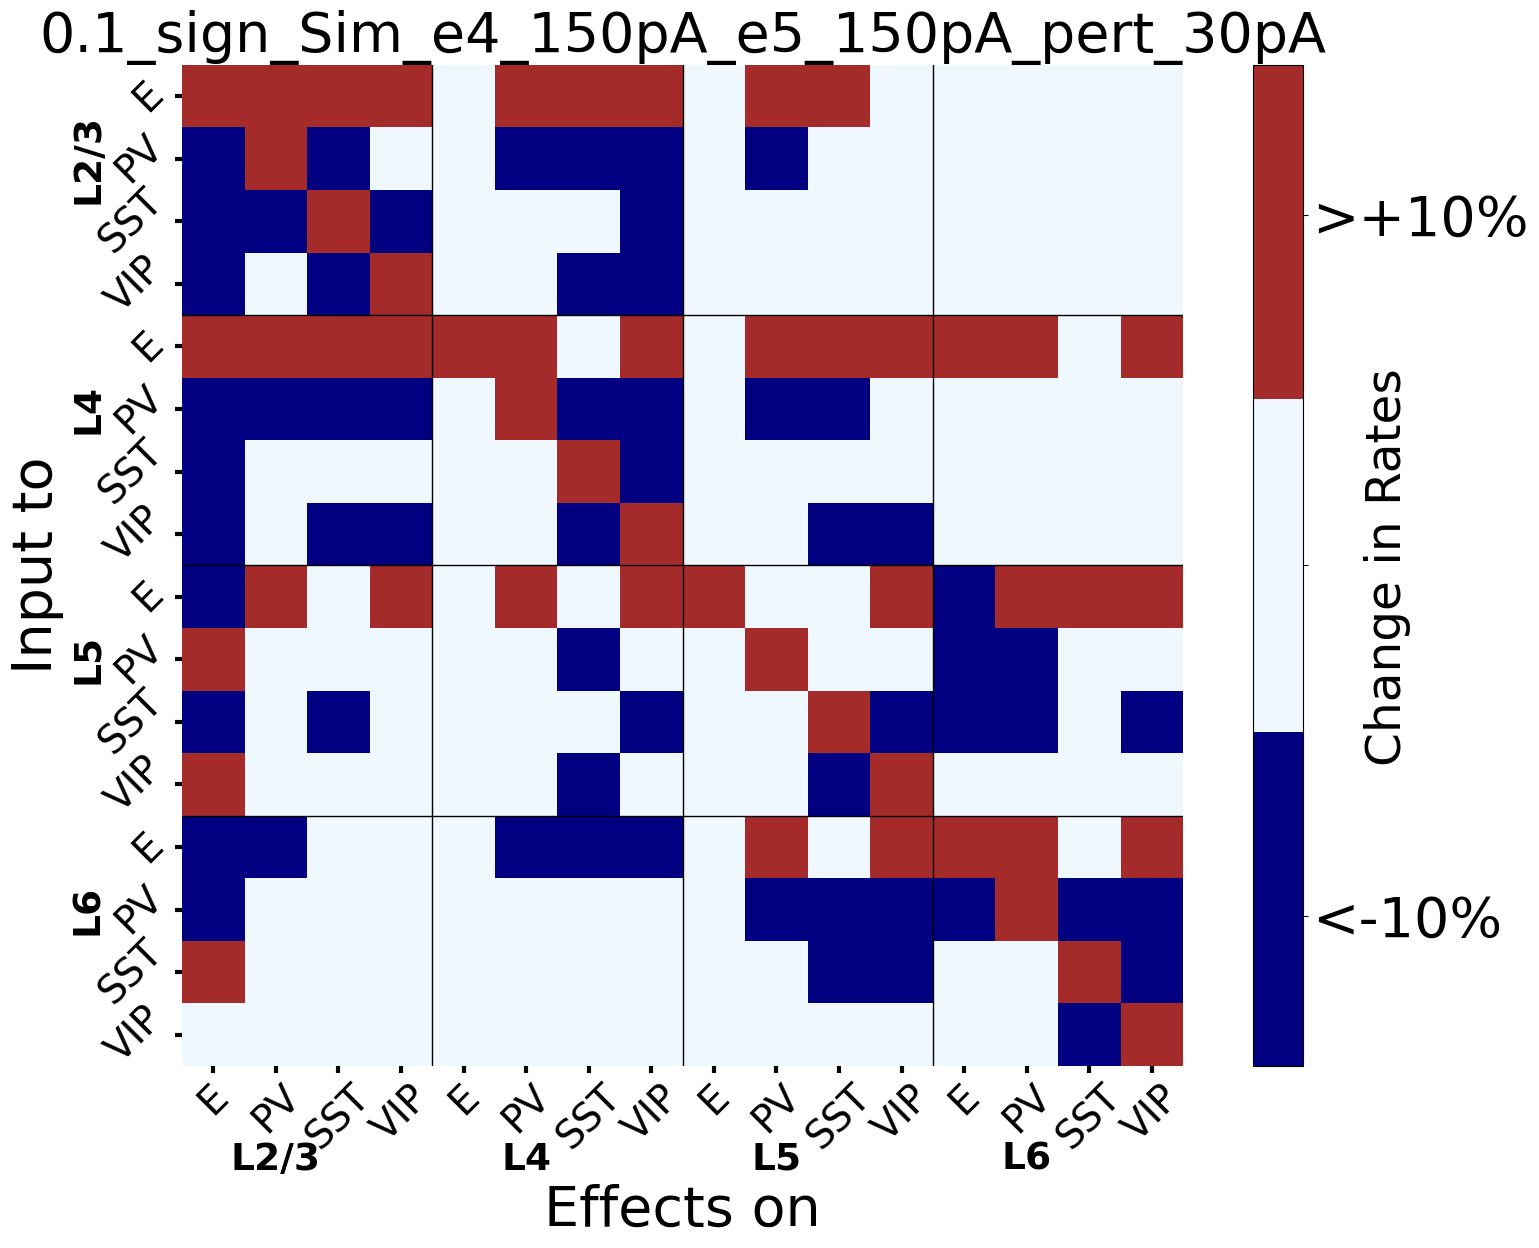 0.1_sign_Sim_e4_150pA_e5_150pA_pert_30pA
Input to
L2/3
E
PV
SST
VIP
L4
E
PV
SST
VIP
L5
E
PV
SST
VIP
L6
E
PV
SST
VIP
E PV SST VIP E PV SST VIP E PV SST VIP E PV SST VIP
L2/3 L4 L5 L6
Effects on
>+10%
<-10%
Change in Rates